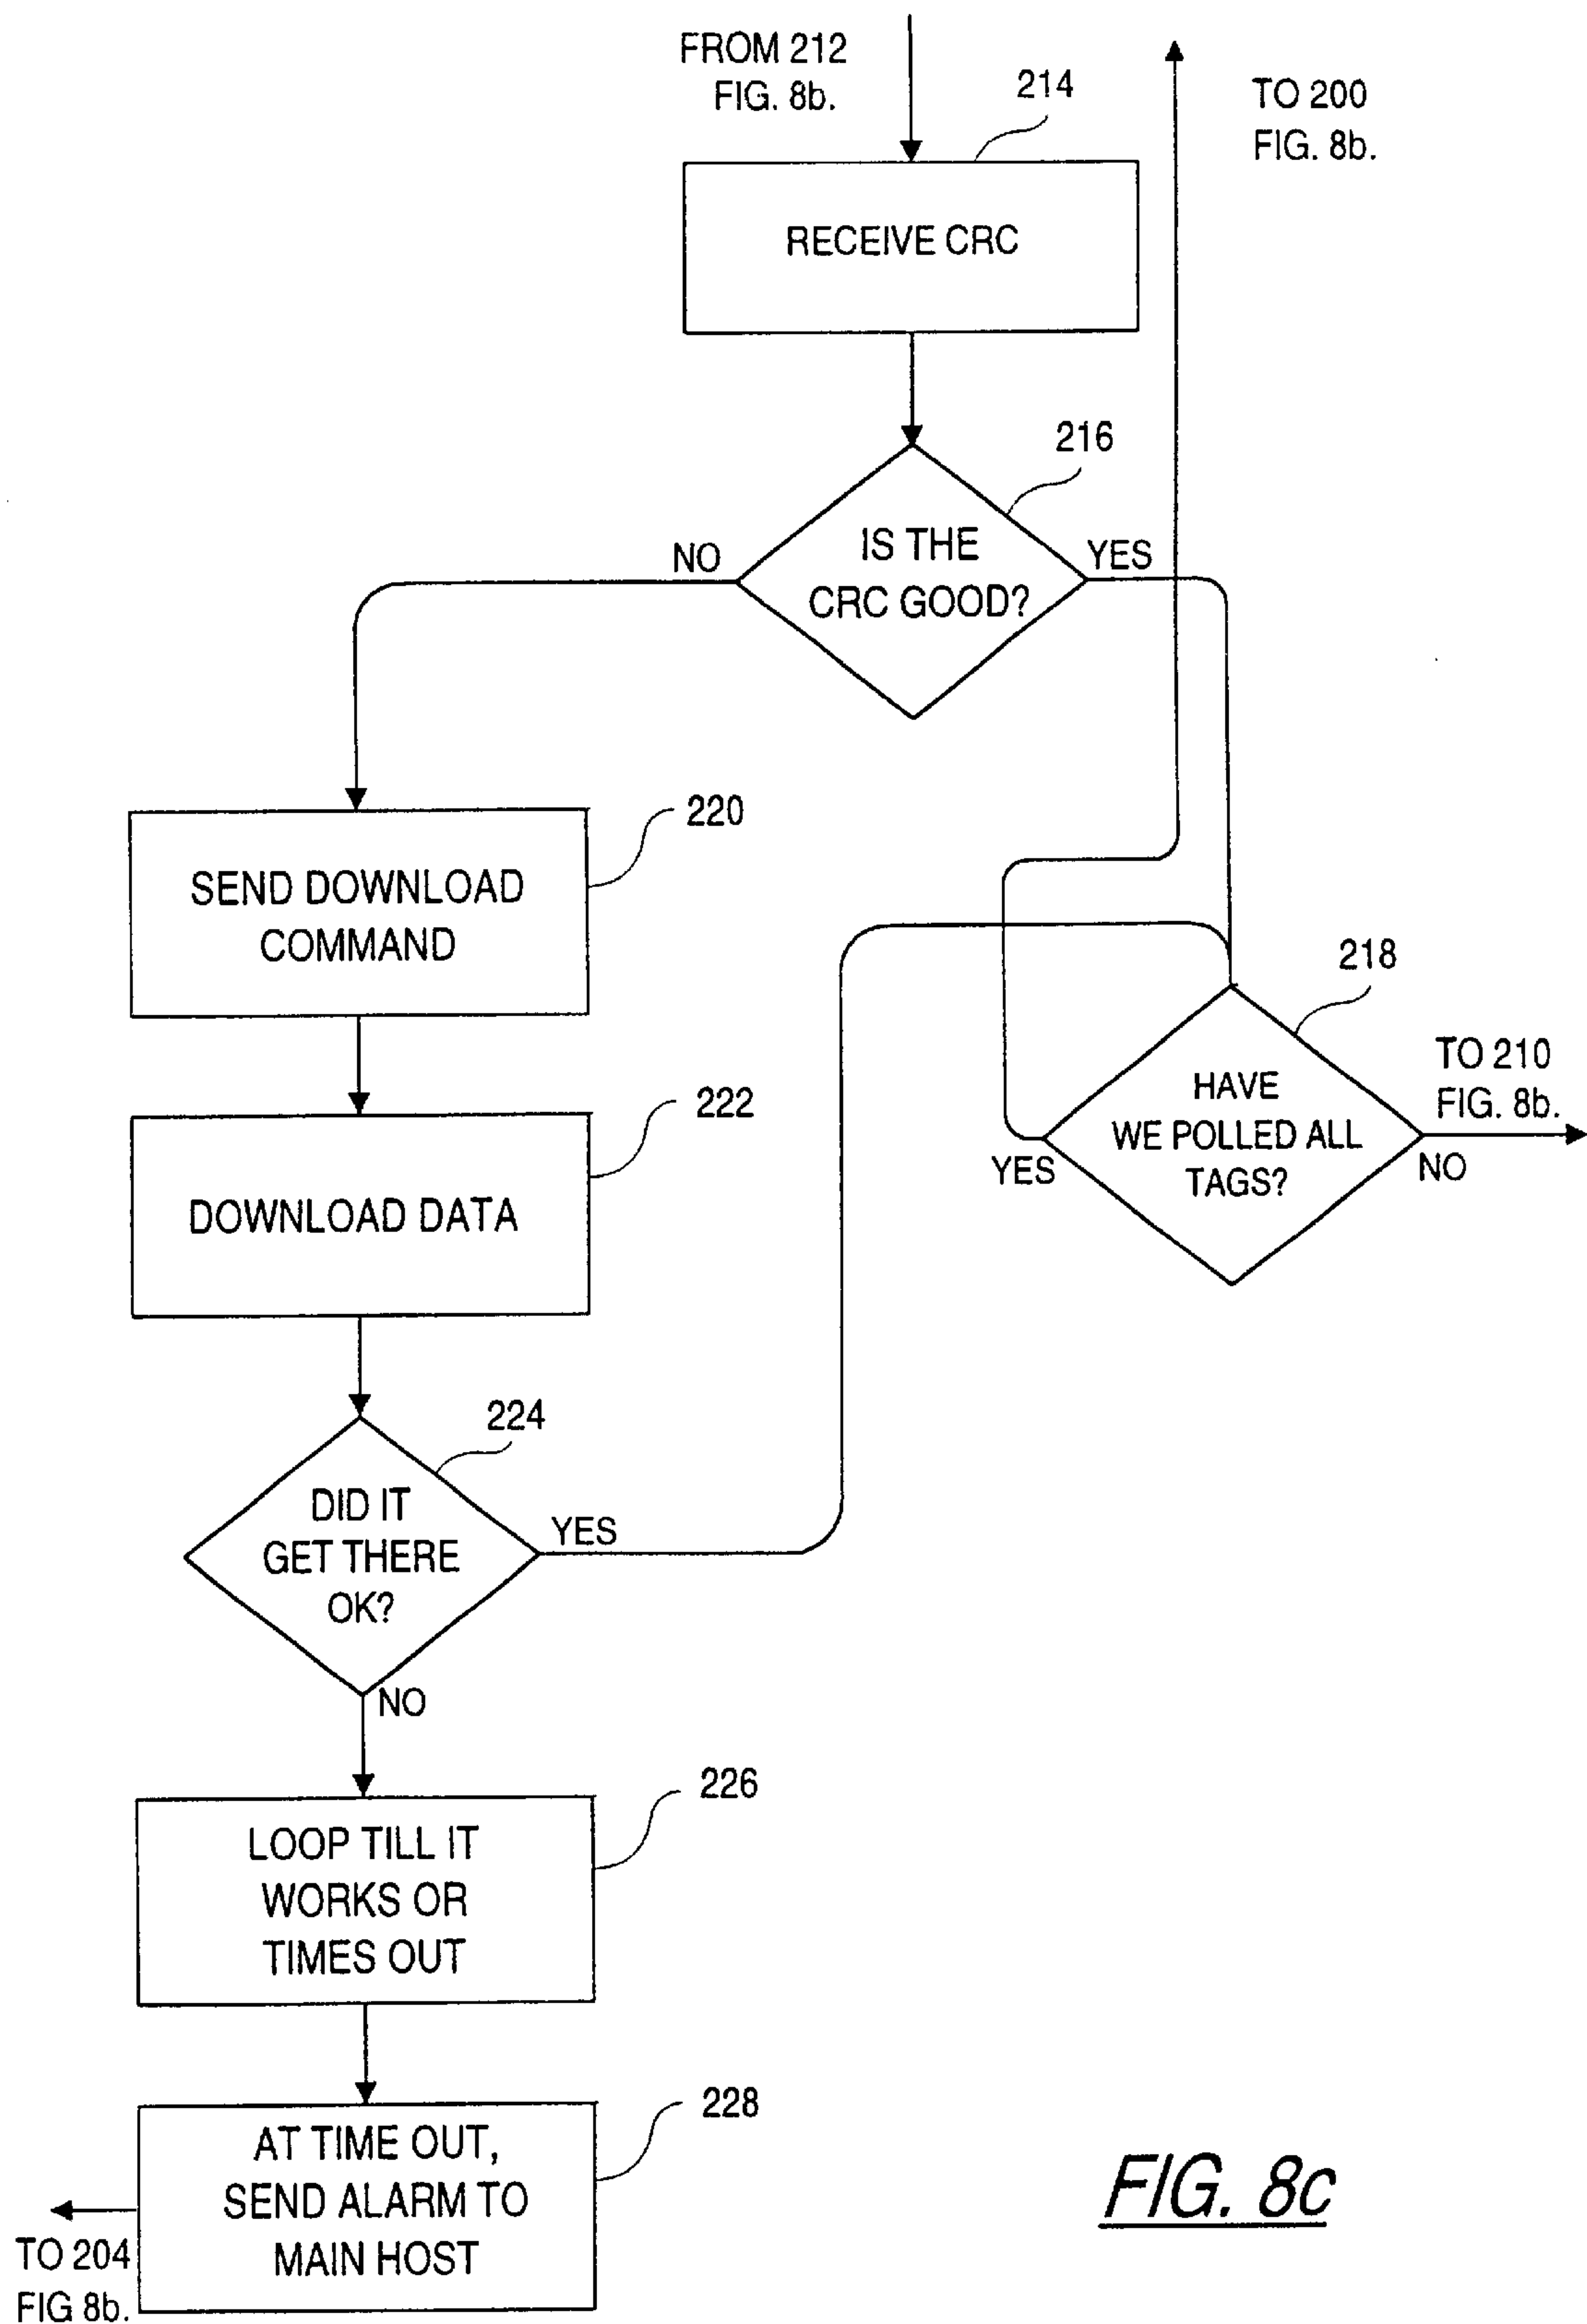 FROM 212
FIG. 8b.
214
TO 200
FIG. 8b.
RECEIVE CRC
216
IS THE
CRC GOOD?
NO
YES
220
SEND DOWNLOAD
COMMAND
218
HAVE
WE POLLED ALL
TAGS?
YES
NO
TO 210
FIG. 8b.
222
DOWNLOAD DATA
224
DID IT
GET THERE
OK?
YES
NO
226
LOOP TILL IT
WORKS OR
TIMES OUT
228
AT TIME OUT,
SEND ALARM TO
MAIN HOST
TO 204
FIG 8b.
FIG. 8c